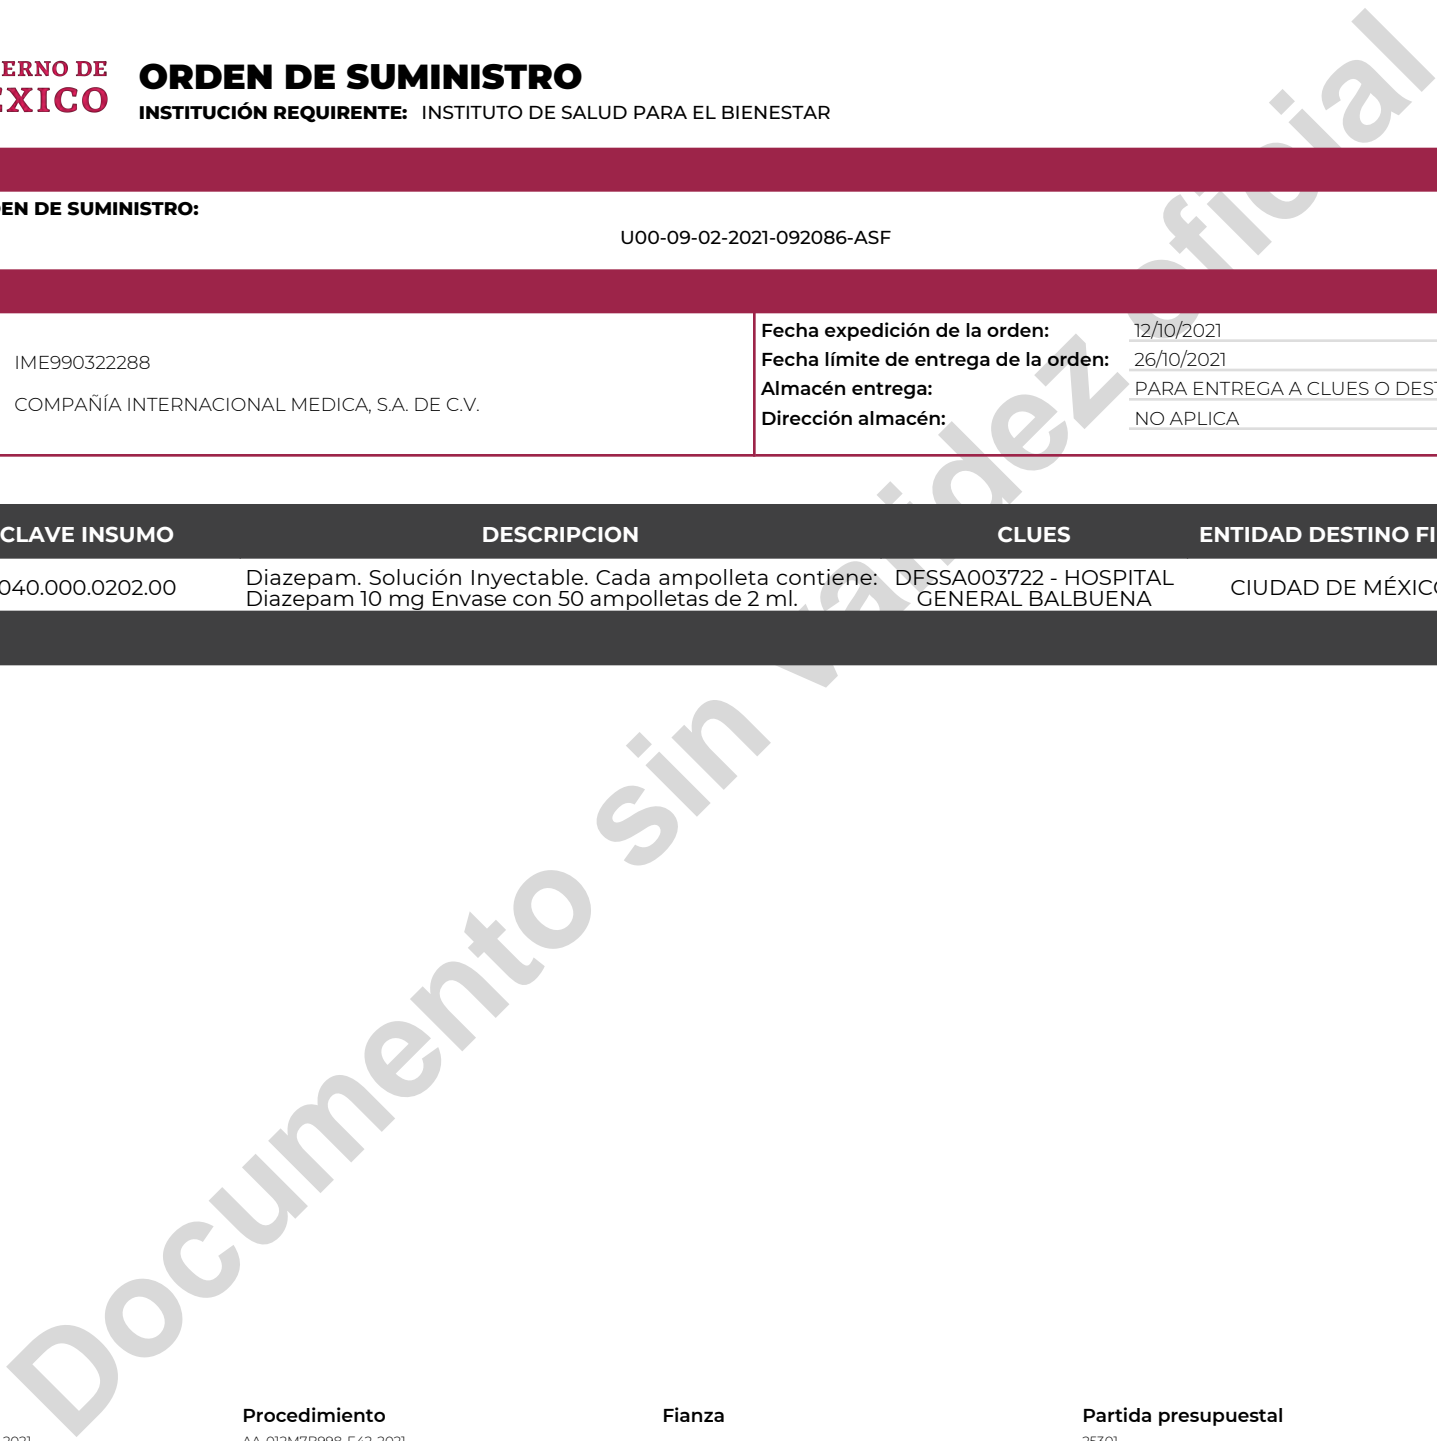 ERNO DE
ORDEN DE SUMINISTRO
EXICO
INSTITUCIÓN REQUIRENTE: INSTITUTO DE SALUD PARA EL BIENESTAR
EN DE SUMINISTRO:
U00-09-02-2021-092086-ASF
Fecha expedición de la orden: 12/10/2021
IME990322288
Fecha límite de entrega de la orden: 26/10/2021
Almacén entrega: PARA ENTREGA A CLUES O DEST
COMPAÑÍA INTERNACIONAL MEDICA, S.A. DE C.V.
Dirección almacén: NO APLICA
CLAVE INSUMO DESCRIPCION CLUES ENTIDAD DESTINO FI
040.000.0202.00
Diazepam. Solución Inyectable. Cada ampolleta contiene:
Diazepam 10 mg Envase con 50 ampolletas de 2 ml.
DFSSA003722 - HOSPITAL
GENERAL BALBUENA
CIUDAD DE MÉXICO
Documento sin validez oficial
Procedimiento Fianza Partida presupuestal